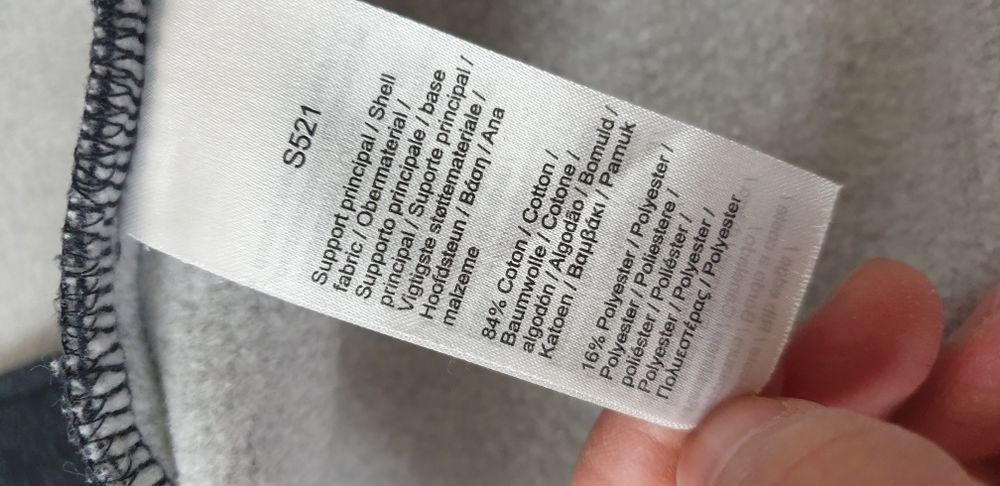 S521
Support principal / Shell
fabric / Obermaterial /
Supporto principale / base
principal / Suporte principal /
Vigtigste støttemateriale /
Hoofdsteun / Βάση / Ana
malzeme
84% Coton / Cotton /
Baumwolle / Cotone /
algodón / Algodão / Bomuld /
Katoen / Βαμβάκι / Pamuk
16% Polyester / Polyester /
Polyester / Poliestere /
poliéster / Poliéster /
Polyester / Polyester /
Πολυεστέρας / Polyester